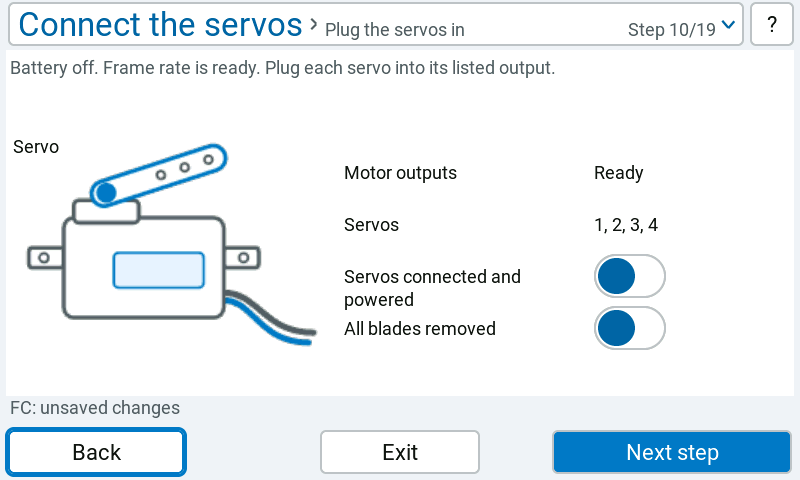 Connect the servos › Plug the servos in Step 10/19 ?
Battery off. Frame rate is ready. Plug each servo into its listed output.
Servo
Motor outputs Ready
Servos 1, 2, 3, 4
Servos connected and
powered
All blades removed
FC: unsaved changes
Back Exit Next step